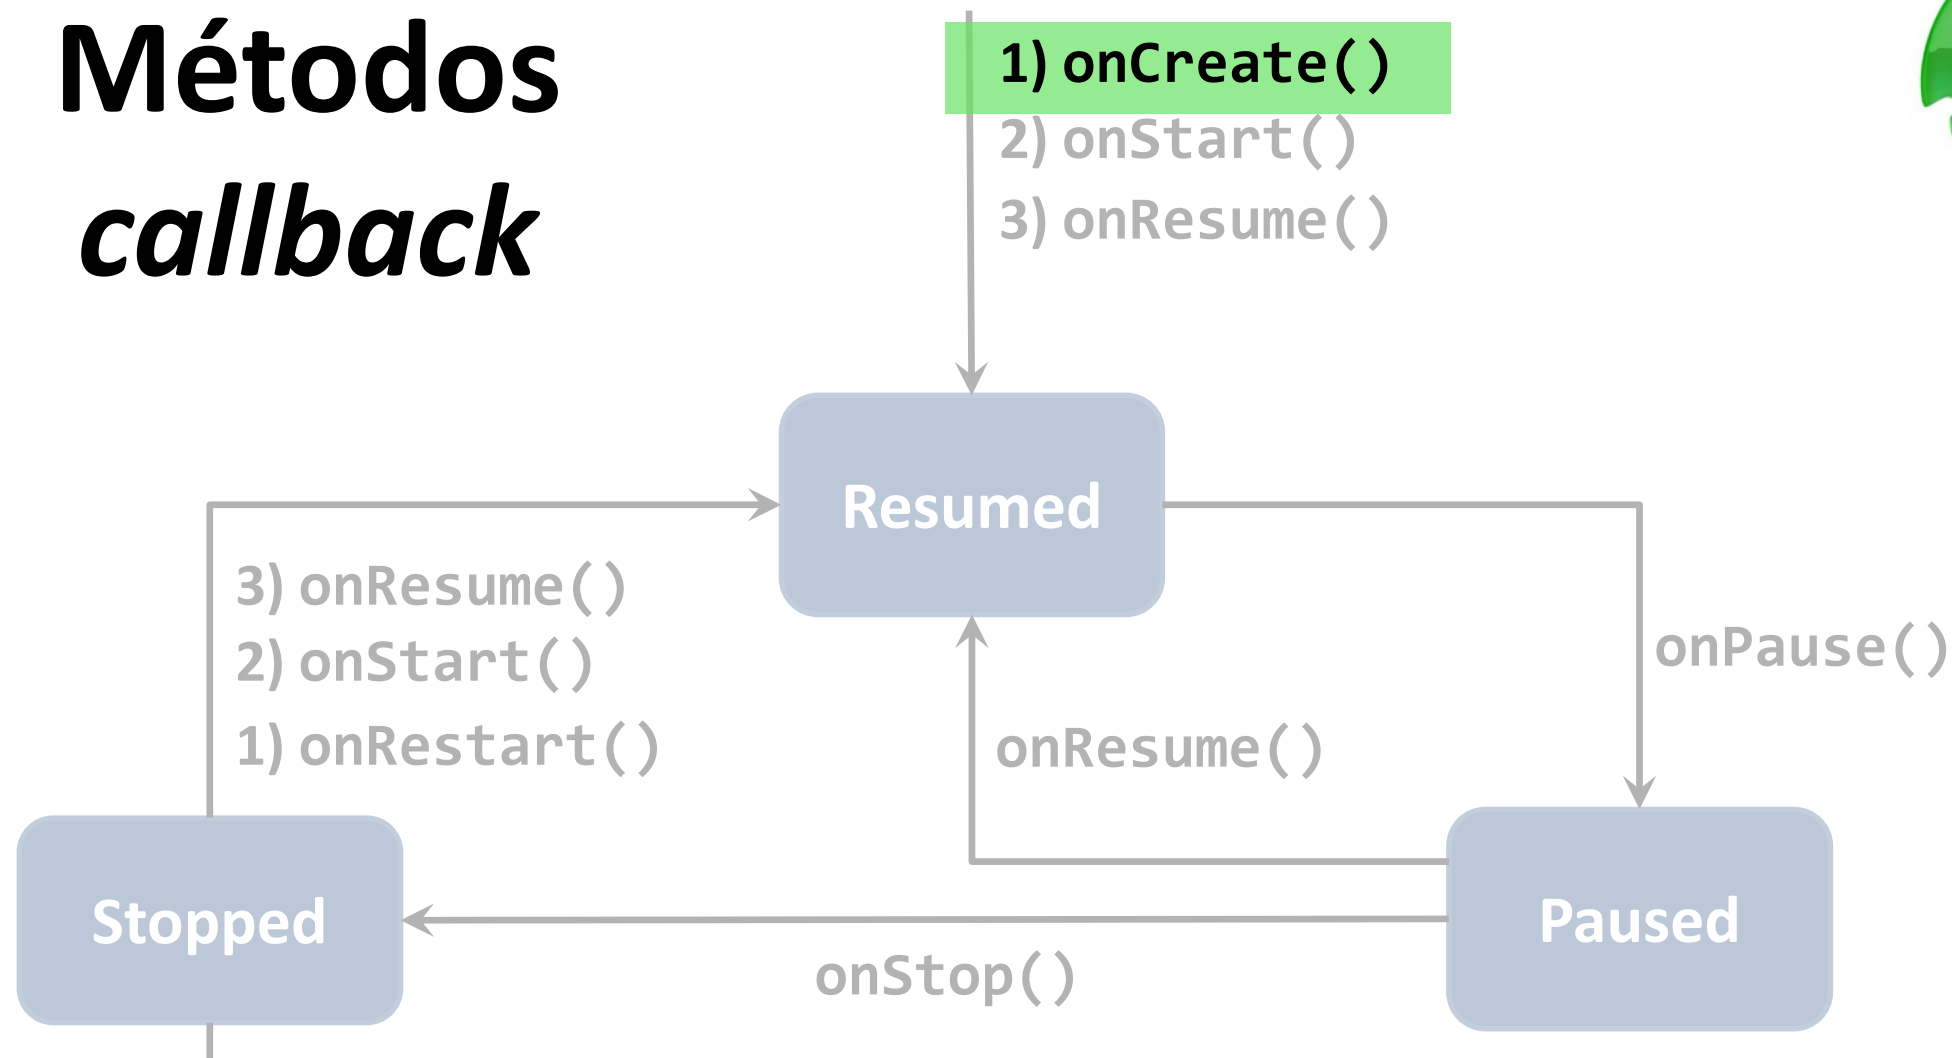 Métodos
callback
1) onCreate()
2) onStart()
3) onResume()
Resumed
3) onResume()
2) onStart()
1) onRestart()
onPause()
onResume()
Stopped
Paused
onStop()